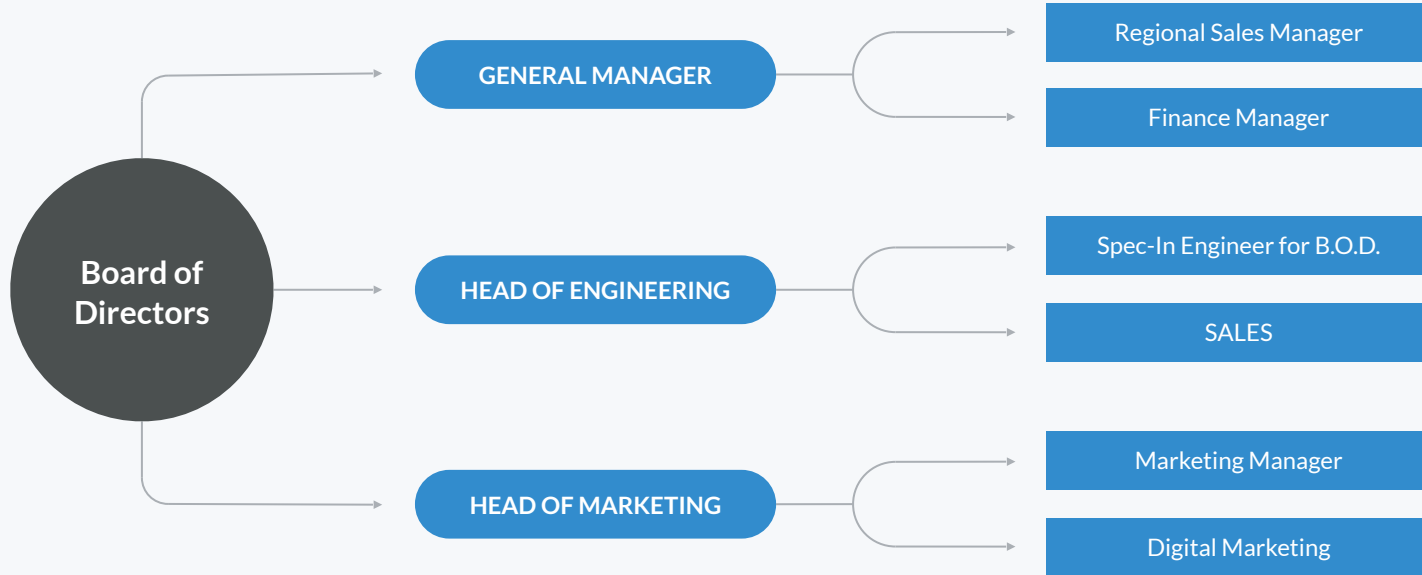 Board of
Directors
GENERAL MANAGER
Regional Sales Manager
Finance Manager
HEAD OF ENGINEERING
Spec-In Engineer for B.O.D.
SALES
HEAD OF MARKETING
Marketing Manager
Digital Marketing